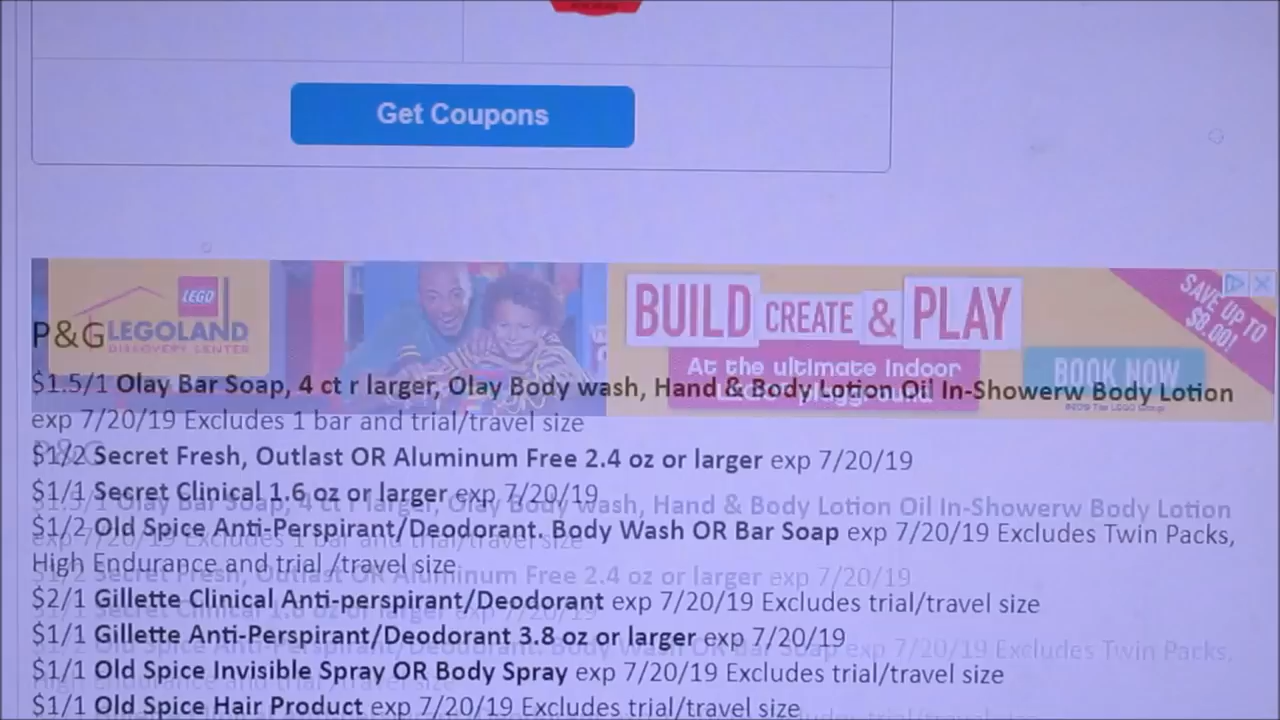 Get Coupons
LEGO
LEGOLAND
DISCOVERY CENTER
BUILD CREATE & PLAY
At the ultimate Indoor
SAVE UP TO
$8.00!
BOOK NOW
P&G
$1.5/1 Olay Bar Soap, 4 ct r larger, Olay Body wash, Hand & Body Lotion Oil In-Showerw Body Lotion
exp 7/20/19 Excludes 1 bar and trial/travel size
$1/2 Secret Fresh, Outlast OR Aluminum Free 2.4 oz or larger exp 7/20/19
$1/1 Secret Clinical 1.6 oz or larger exp 7/20/19
$1/2 Old Spice Anti-Perspirant/Deodorant. Body Wash OR Bar Soap exp 7/20/19 Excludes Twin Packs,
High Endurance and trial /travel size
$2/1 Gillette Clinical Anti-perspirant/Deodorant exp 7/20/19 Excludes trial/travel size
$1/1 Gillette Anti-Perspirant/Deodorant 3.8 oz or larger exp 7/20/19
$1/1 Old Spice Invisible Spray OR Body Spray exp 7/20/19 Excludes trial/travel size
$1/1 Old Spice Hair Product exp 7/20/19 Excludes trial/travel size